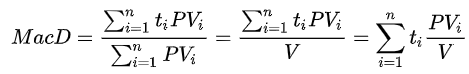 MacD = \frac{\sum_{i=1}^{n} t_i PV_i}{\sum_{i=1}^{n} PV_i} = \frac{\sum_{i=1}^{n} t_i PV_i}{V} = \sum_{i=1}^{n} t_i \frac{PV_i}{V}